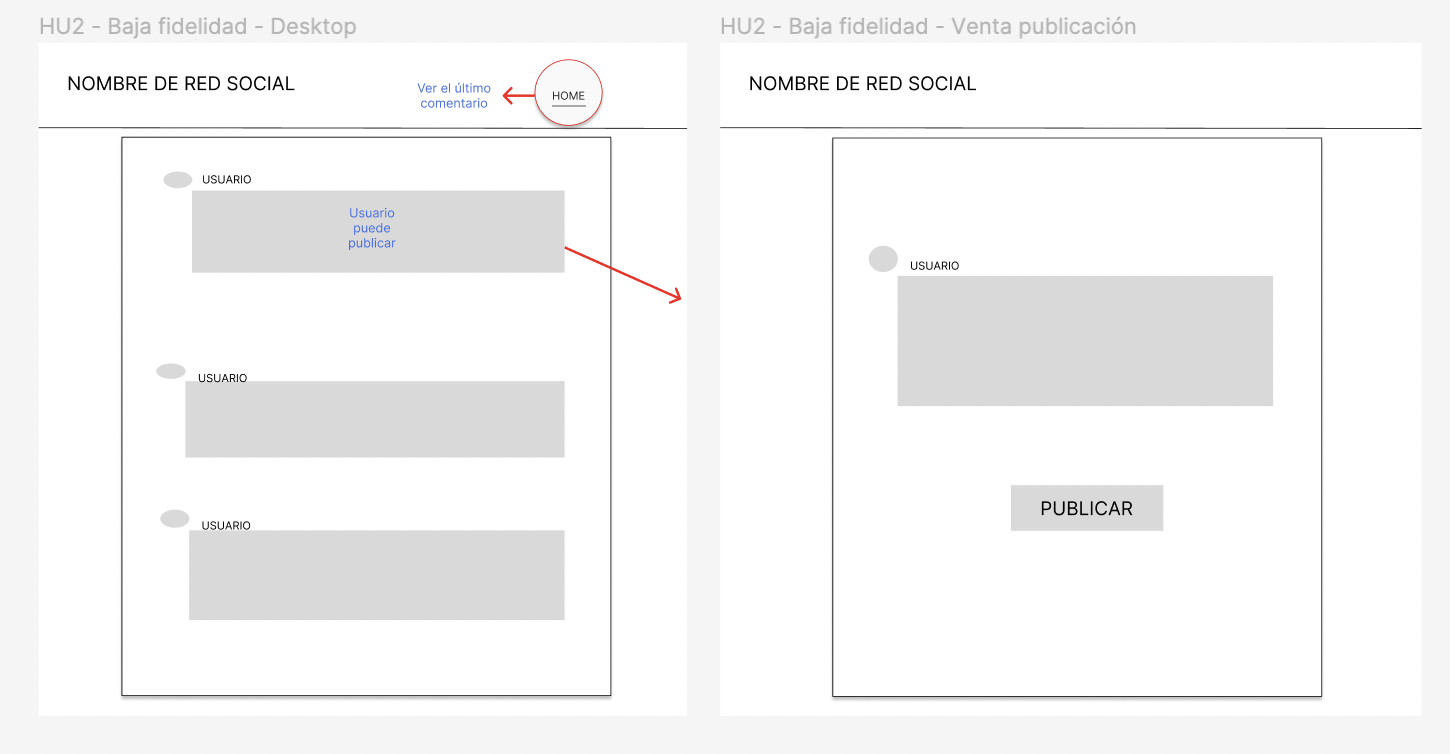 HU2 - Baja fidelidad - Desktop
NOMBRE DE RED SOCIAL
Ver el último
comentario
HOME
USUARIO
Usuario
puede
publicar
USUARIO
USUARIO
HU2 - Baja fidelidad - Venta publicación
NOMBRE DE RED SOCIAL
USUARIO
PUBLICAR